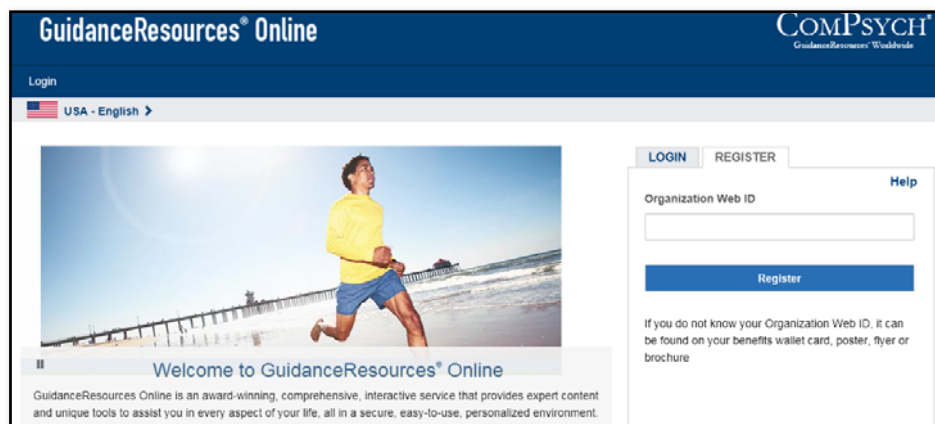 GuidanceResources® Online
COMPSYCH®
GuidanceResources® Worldwide
Login
USA - English
LOGIN
REGISTER
Help
Organization Web ID
Register
If you do not know your Organization Web ID, it can
be found on your benefits wallet card, poster, flyer or
brochure
Welcome to GuidanceResources® Online
GuidanceResources Online is an award-winning, comprehensive, interactive service that provides expert content
and unique tools to assist you in every aspect of your life, all in a secure, easy-to-use, personalized environment.